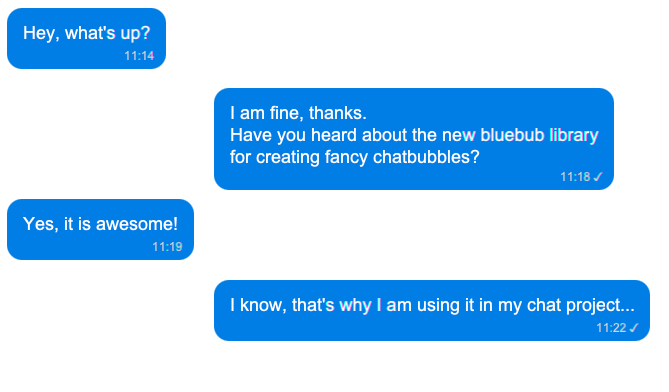 Hey, what's up?
11:14
I am fine, thanks.
Have you heard about the new bluebub library
for creating fancy chatbubbles?
11:18 ✓
Yes, it is awesome!
11:19
I know, that's why I am using it in my chat project...
11:22 ✓